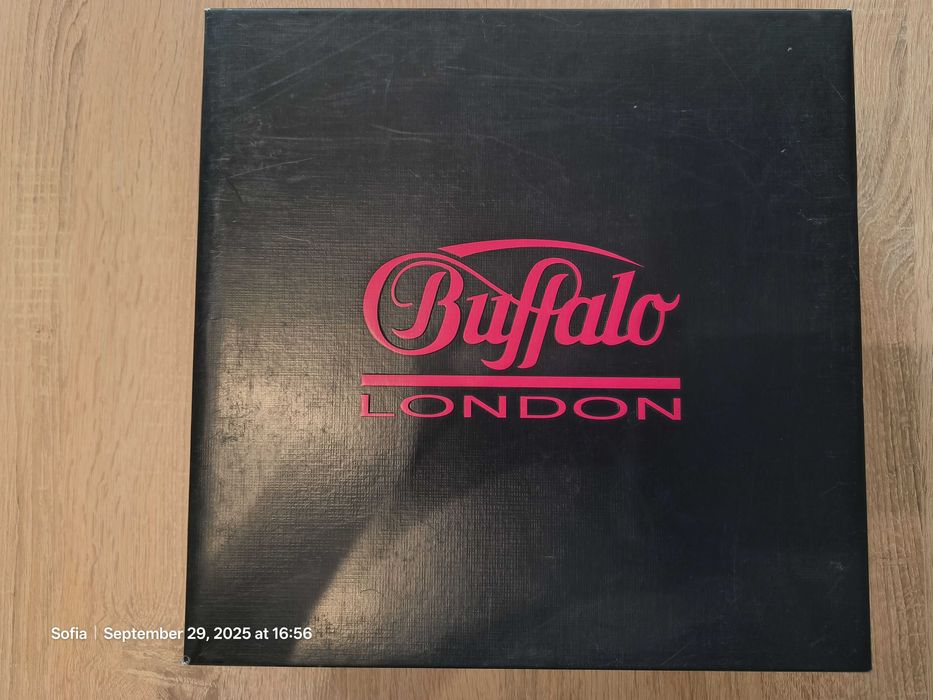 Buffalo
LONDON
Sofia | September 29, 2025 at 16:56